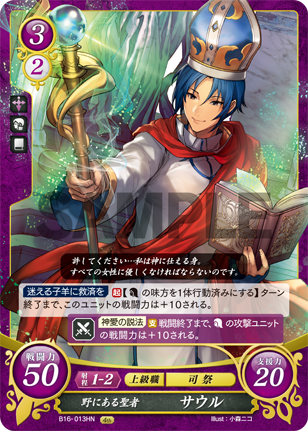 3
2
SAMPLE
許してください…私は神に仕える身。
すべての女性に優しくなければならないのです。
迷える子羊に救済を 起 【の味方を1体行動済みにする】ターン
終了まで、このユニットの戦闘力は+10される。
神愛の説法 支 戦闘終了まで、の攻撃ユニット
の戦闘力は+10される。
戦闘力
50
射程 1-2 上級職 司祭
支援力
20
野にある聖者 サウル
B16-013HN
Illust:小森ニコ